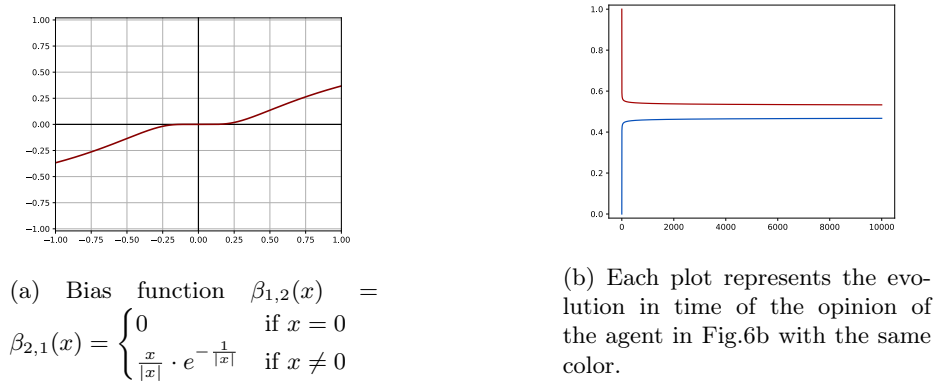 1.00
0.75
0.50
0.25
0.00
−0.25
−0.50
−0.75
−1.00
−1.00 −0.75 −0.50 −0.25 0.00 0.25 0.50 0.75 1.00
(a) Bias function β1,2(x) =
β2,1(x) = { 0 if x = 0
x/|x| · e^{−1/|x|} if x ≠ 0
1.0
0.8
0.6
0.4
0.2
0.0
0 2000 4000 6000 8000 10000
(b) Each plot represents the evo-
lution in time of the opinion of
the agent in Fig.6b with the same
color.